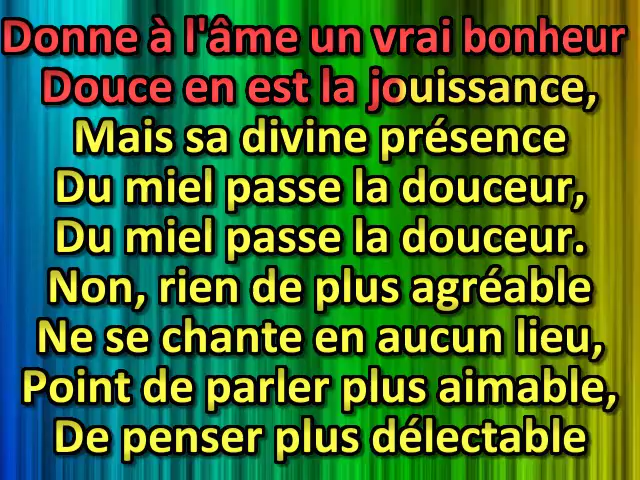 Donne à l'âme un vrai bonheur
Douce en est la jouissance,
Mais sa divine présence
Du miel passe la douceur,
Du miel passe la douceur.
Non, rien de plus agréable
Ne se chante en aucun lieu,
Point de parler plus aimable,
De penser plus délectable